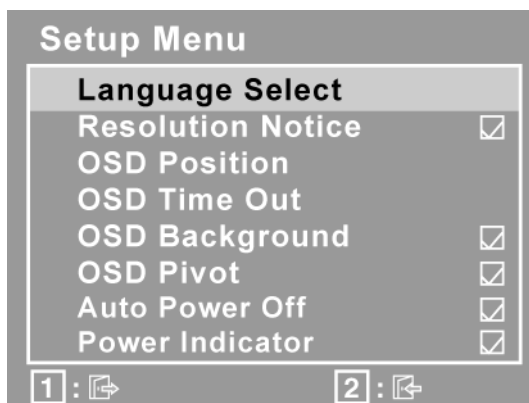 Setup Menu
Language Select
Resolution Notice
OSD Position
OSD Time Out
OSD Background
OSD Pivot
Auto Power Off
Power Indicator
1 : 2 :